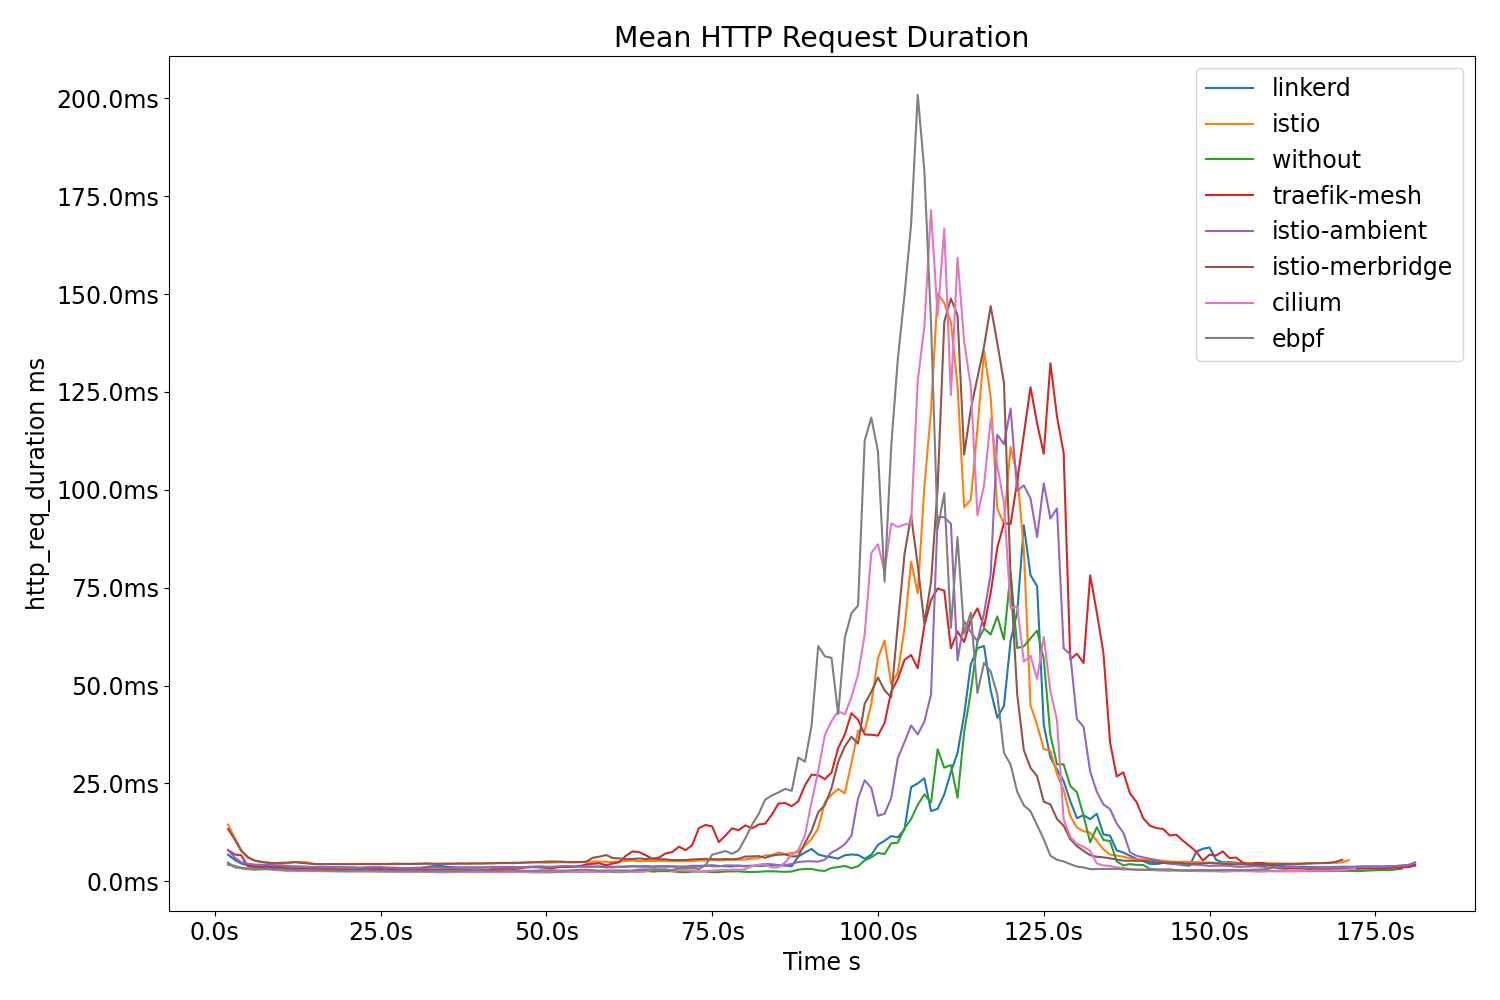 Mean HTTP Request Duration
200.0ms
175.0ms
150.0ms
125.0ms
100.0ms
75.0ms
50.0ms
25.0ms
0.0ms
http_req_duration ms
linkerd
istio
without
traefik-mesh
istio-ambient
istio-merbridge
cilium
ebpf
0.0s 25.0s 50.0s 75.0s 100.0s 125.0s 150.0s 175.0s
Time s